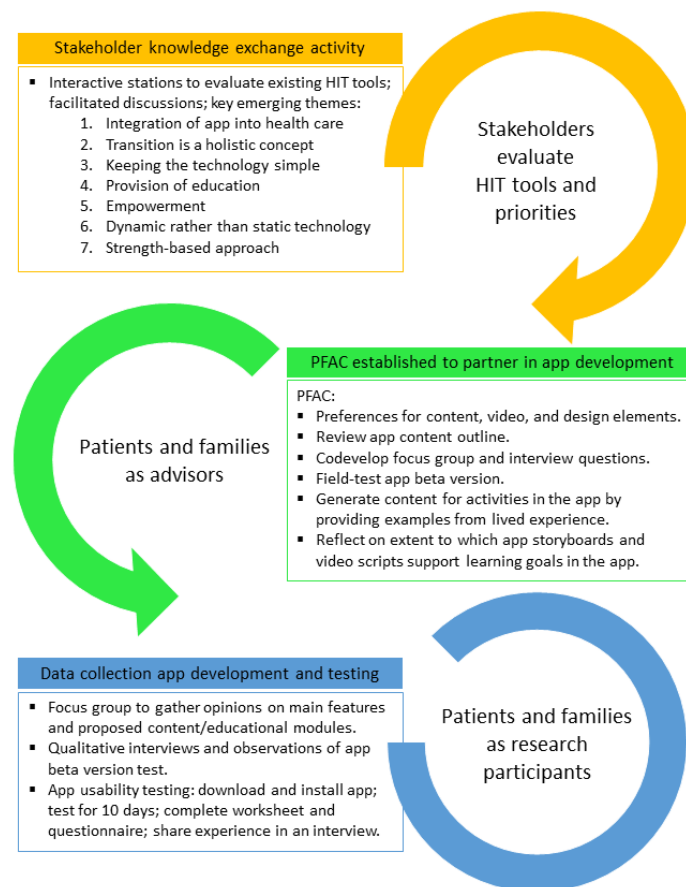 Stakeholder knowledge exchange activity
▪ Interactive stations to evaluate existing HIT tools;
facilitated discussions; key emerging themes:
1. Integration of app into health care
2. Transition is a holistic concept
3. Keeping the technology simple
4. Provision of education
5. Empowerment
6. Dynamic rather than static technology
7. Strength-based approach
Stakeholders
evaluate
HIT tools and
priorities
Patients and families
as advisors
PFAC established to partner in app development
PFAC:
▪ Preferences for content, video, and design elements.
▪ Review app content outline.
▪ Codevelop focus group and interview questions.
▪ Field-test app beta version.
▪ Generate content for activities in the app by
providing examples from lived experience.
▪ Reflect on extent to which app storyboards and
video scripts support learning goals in the app.
Data collection app development and testing
▪ Focus group to gather opinions on main features
and proposed content/educational modules.
▪ Qualitative interviews and observations of app
beta version test.
▪ App usability testing: download and install app;
test for 10 days; complete worksheet and
questionnaire; share experience in an interview.
Patients and families
as research
participants